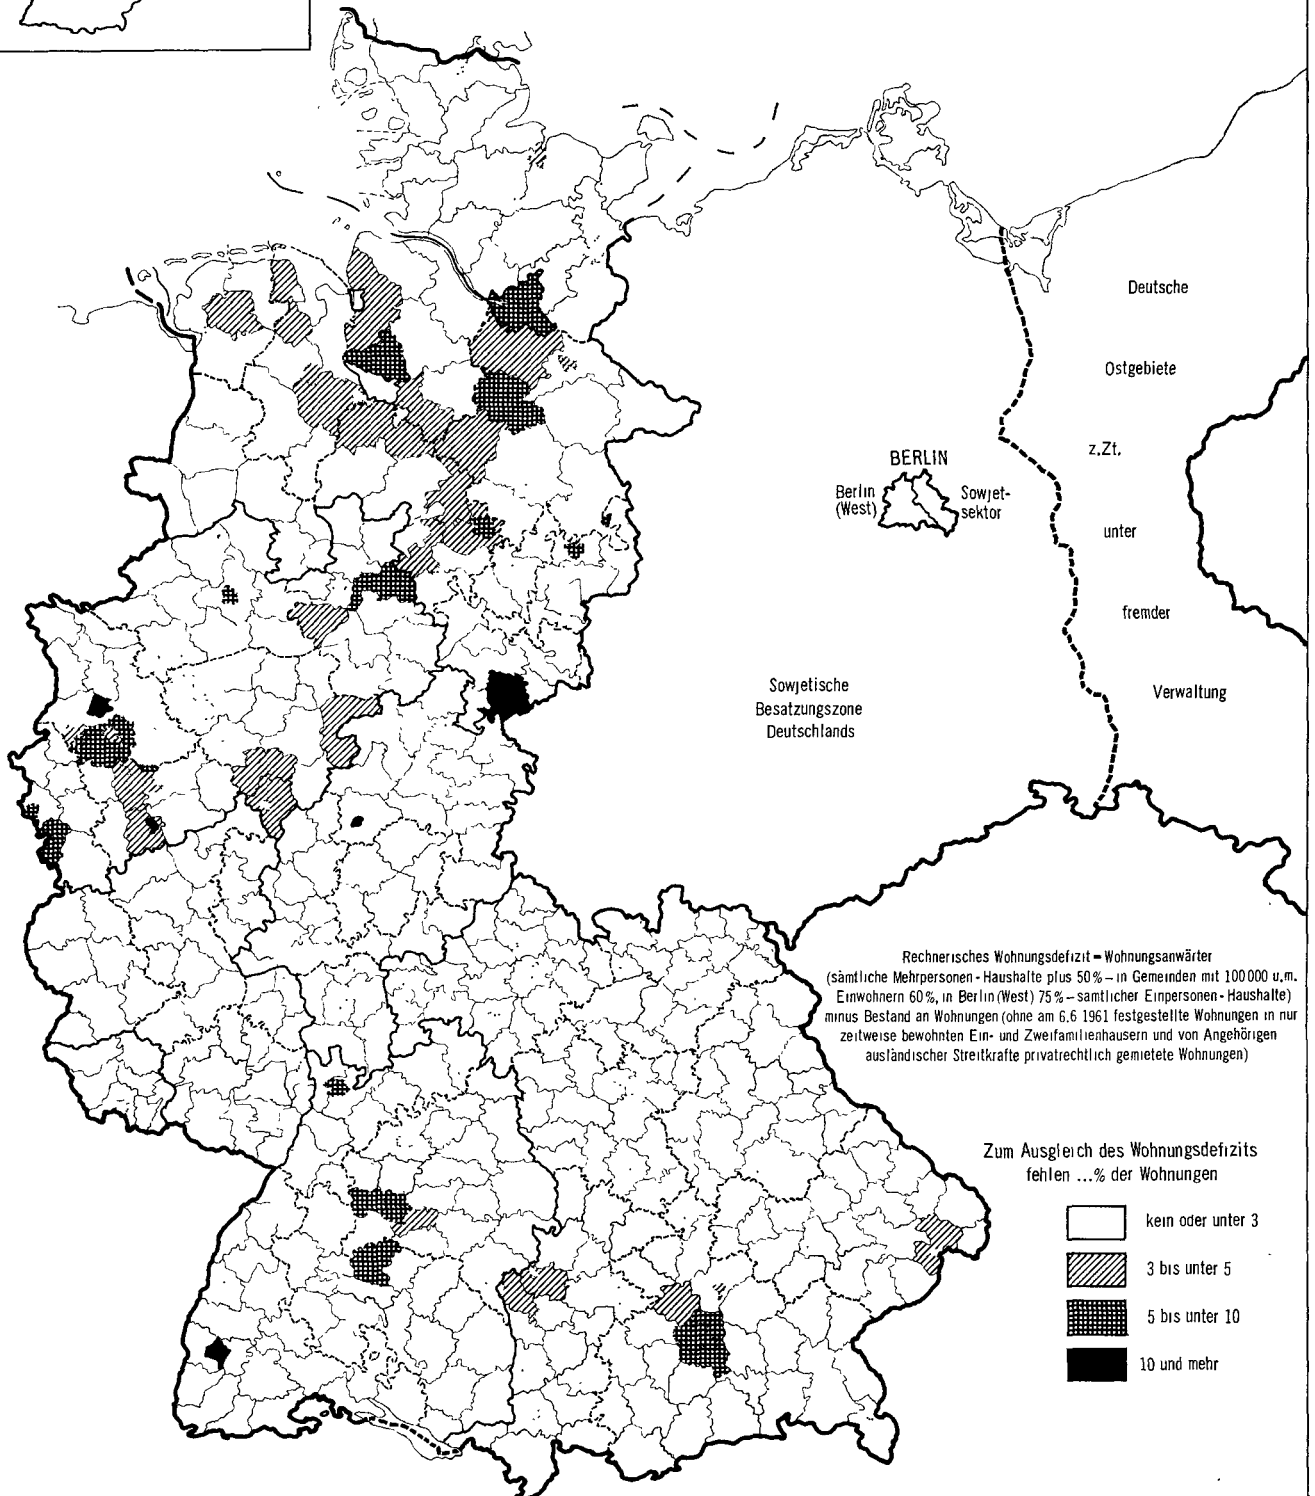 Deutsche
Ostgebiete
z.Zt.
unter
fremder
Verwaltung
BERLIN
Berlin
(West)
Sowjet-
sektor
Sowjetische
Besatzungszone
Deutschlands
Rechnerisches Wohnungsdefizit = Wohnungsanwärter
(sämtliche Mehrpersonen-Haushalte plus 50% - in Gemeinden mit 100000 u.m.
Einwohnern 60%, in Berlin (West) 75% - samtlicher Einpersonen-Haushalte)
minus Bestand an Wohnungen (ohne am 6.6 1961 festgestellte Wohnungen in nur
zeitweise bewohnten Ein- und Zweifamilienhausern und von Angehörigen
ausländischer Streitkrafte privatrechtlich gemietete Wohnungen)
Zum Ausgleich des Wohnungsdefizits
fehlen ...% der Wohnungen
kein oder unter 3
3 bis unter 5
5 bis unter 10
10 und mehr